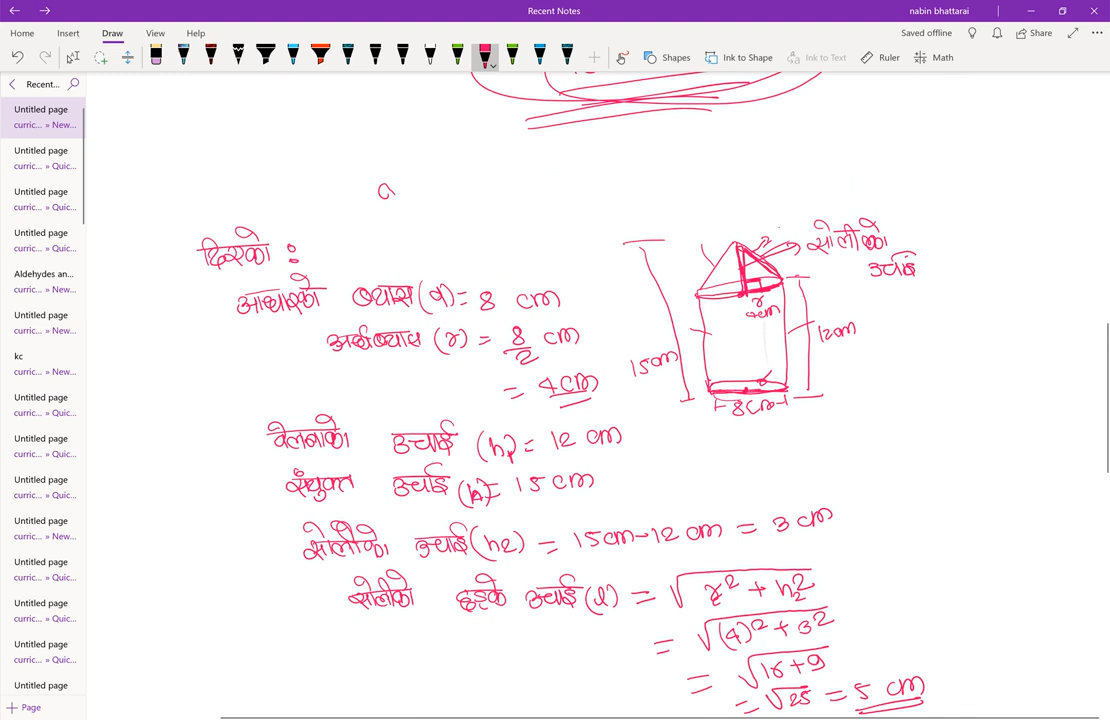 Recent Notes
nabin bhattarai
Home Insert Draw View Help
Saved offline
Share
Shapes
Ink to Shape
Ink to Text
Ruler
Math
Recent...
Untitled page
curric... » New...
Untitled page
curric... » Quic...
Untitled page
curric... » Quic...
Untitled page
curric... » Quic...
Aldehydes an...
curric... » New...
Untitled page
curric... » Quic...
kc
curric... » New...
Untitled page
curric... » Quic...
Untitled page
curric... » Quic...
Untitled page
curric... » Quic...
Untitled page
curric... » New...
Untitled page
curric... » Quic...
Untitled page
curric... » Quic...
Untitled page
curric... » Quic...
Untitled page
Page
a
दिएको :
आधारको व्यास (d) = 8 cm
अर्धव्यास (r) = 8/2 cm
= 4 cm
वेलनाको उचाई (h₁) = 12 cm
संयुक्त उचाई (h) = 15 cm
सोलीको उचाई (h2) = 15 cm - 12 cm = 3 cm
सोलीको उचाई (l) = √r² + h₂²
= √(4)² + 3²
= √16 + 9
= √25 = 5 cm
सोलीको
उचाई
r
4cm
12cm
15cm
8cm